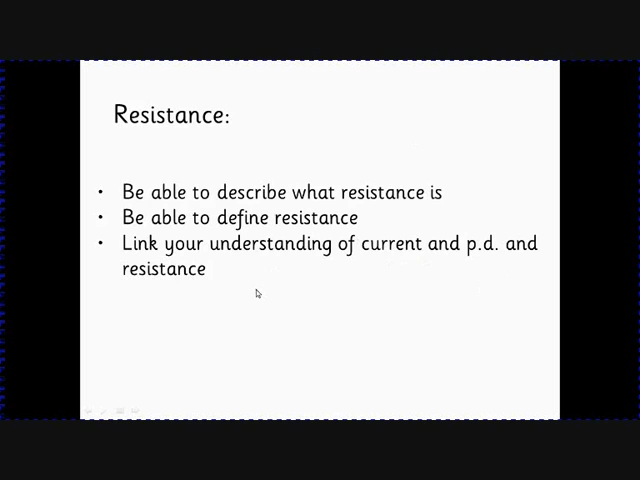 Resistance:
• Be able to describe what resistance is
• Be able to define resistance
• Link your understanding of current and p.d. and
resistance